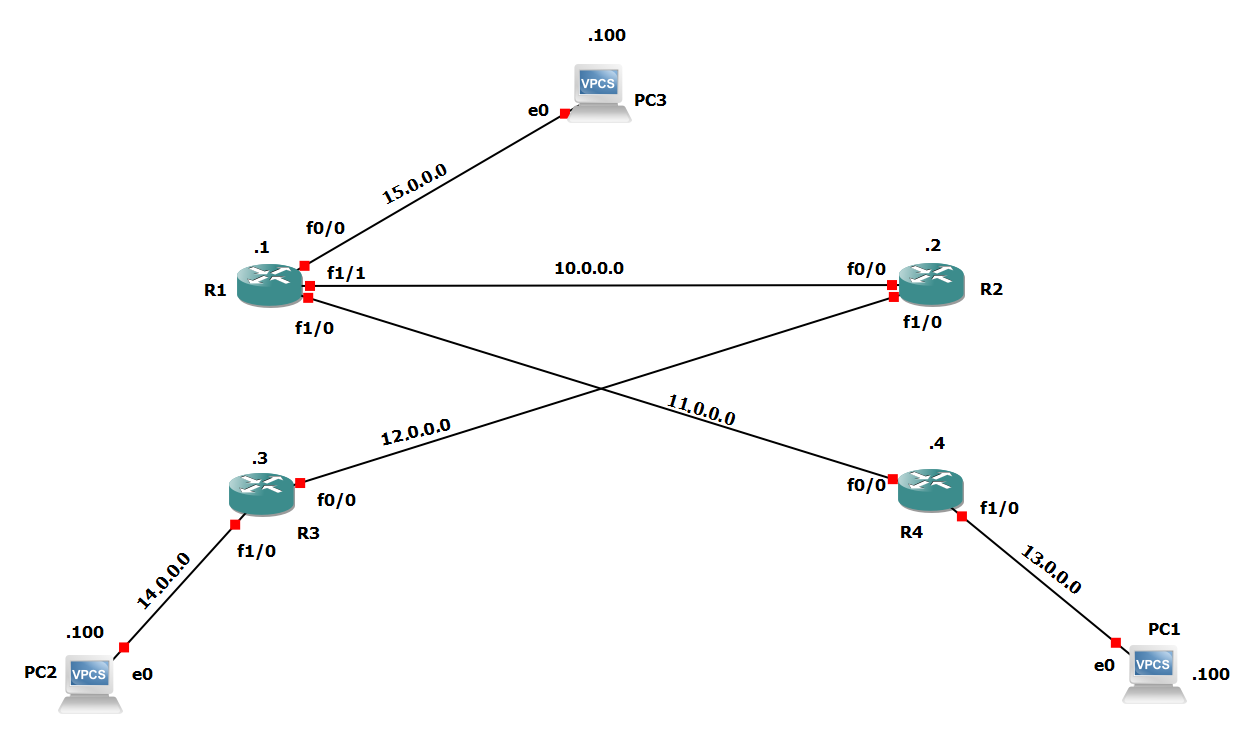 .100
VPCS
PC3
e0
15.0.0.0
f0/0
.1
R1
f1/1
f1/0
10.0.0.0
.2
f0/0
R2
f1/0
11.0.0.0
12.0.0.0
.3
f0/0
R3
f1/0
.4
f0/0
R4
f1/0
14.0.0.0
13.0.0.0
.100
PC2
VPCS
e0
PC1
e0
VPCS
.100